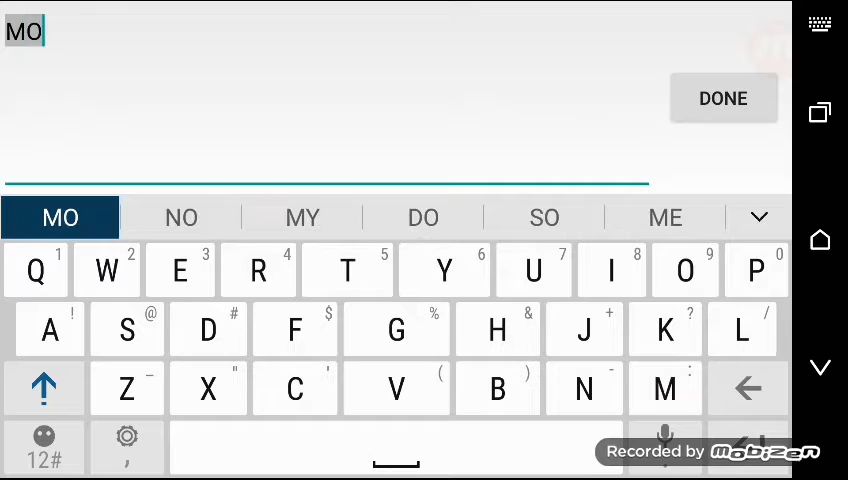 MO
DONE
MO NO MY DO SO ME
Q 1 W 2 E 3 R 4 T 5 Y 6 U 7 I 8 O 9 P 0
A ! S @ D # F $ G % H & J + K ? L /
Z _ X " C ' V ( B ) N - M :
12# ,
Recorded by mobizen